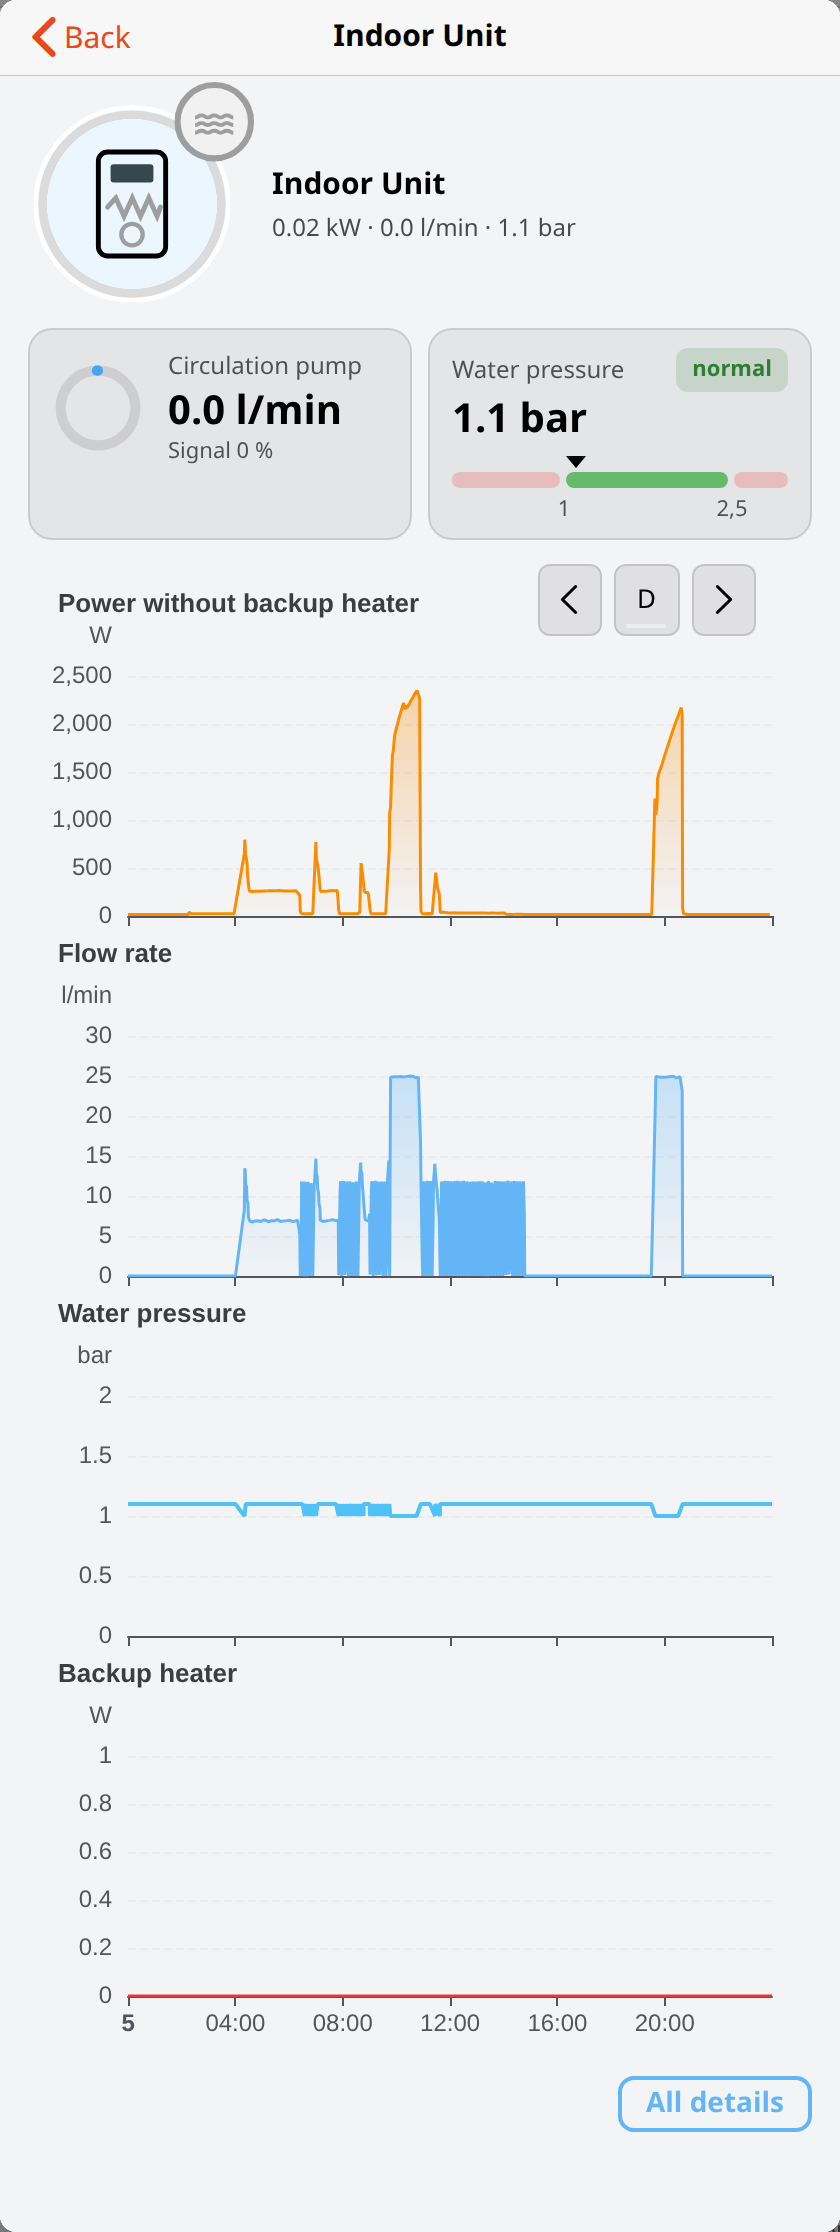 Back
Indoor Unit
Indoor Unit
0.02 kW · 0.0 l/min · 1.1 bar
Circulation pump
0.0 l/min
Signal 0 %
Water pressure
normal
1.1 bar
1
2,5
Power without backup heater
D
W
2,500
2,000
1,500
1,000
500
0
Flow rate
l/min
30
25
20
15
10
5
0
Water pressure
bar
2
1.5
1
0.5
0
Backup heater
W
1
0.8
0.6
0.4
0.2
0
5 04:00 08:00 12:00 16:00 20:00
All details